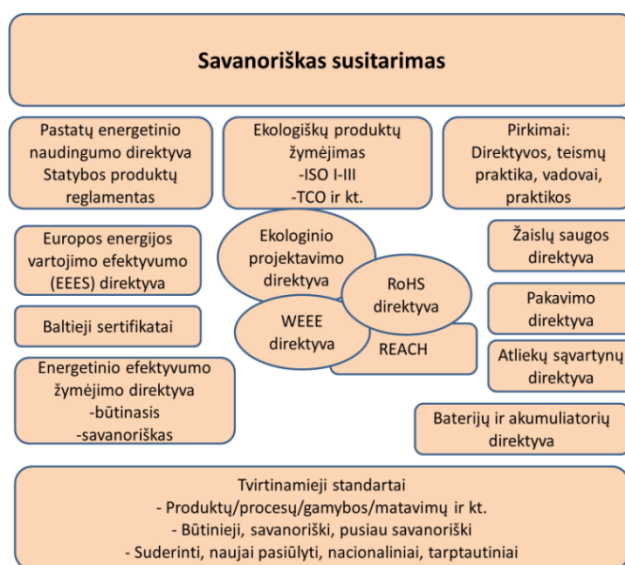 Savanoriškas susitarimas
Pastatų energetinio
naudingumo direktyva
Statybos produktų
reglamentas
Ekologiškų produktų
žymėjimas
-ISO I-III
-TCO ir kt.
Pirkimai:
Direktyvos, teismų
praktika, vadovai,
praktikos
Europos energijos
vartojimo efektyvumo
(EEES) direktyva
Ekologinio
projektavimo
direktyva
RoHS
direktyva
Žaislų saugos
direktyva
Baltieji sertifikatai
WEEE
direktyva
REACH
Pakavimo
direktyva
Energetinio efektyvumo
žymėjimo direktyva
-būtinasis
-savanoriškas
Atliekų sąvartynų
direktyva
Baterijų ir akumuliatorių
direktyva
Tvirtinamieji standartai
- Produktų/procesų/gamybos/matavimų ir kt.
- Būtinieji, savanoriški, pusiau savanoriški
- Suderinti, naujai pasiūlyti, nacionaliniai, tarptautiniai